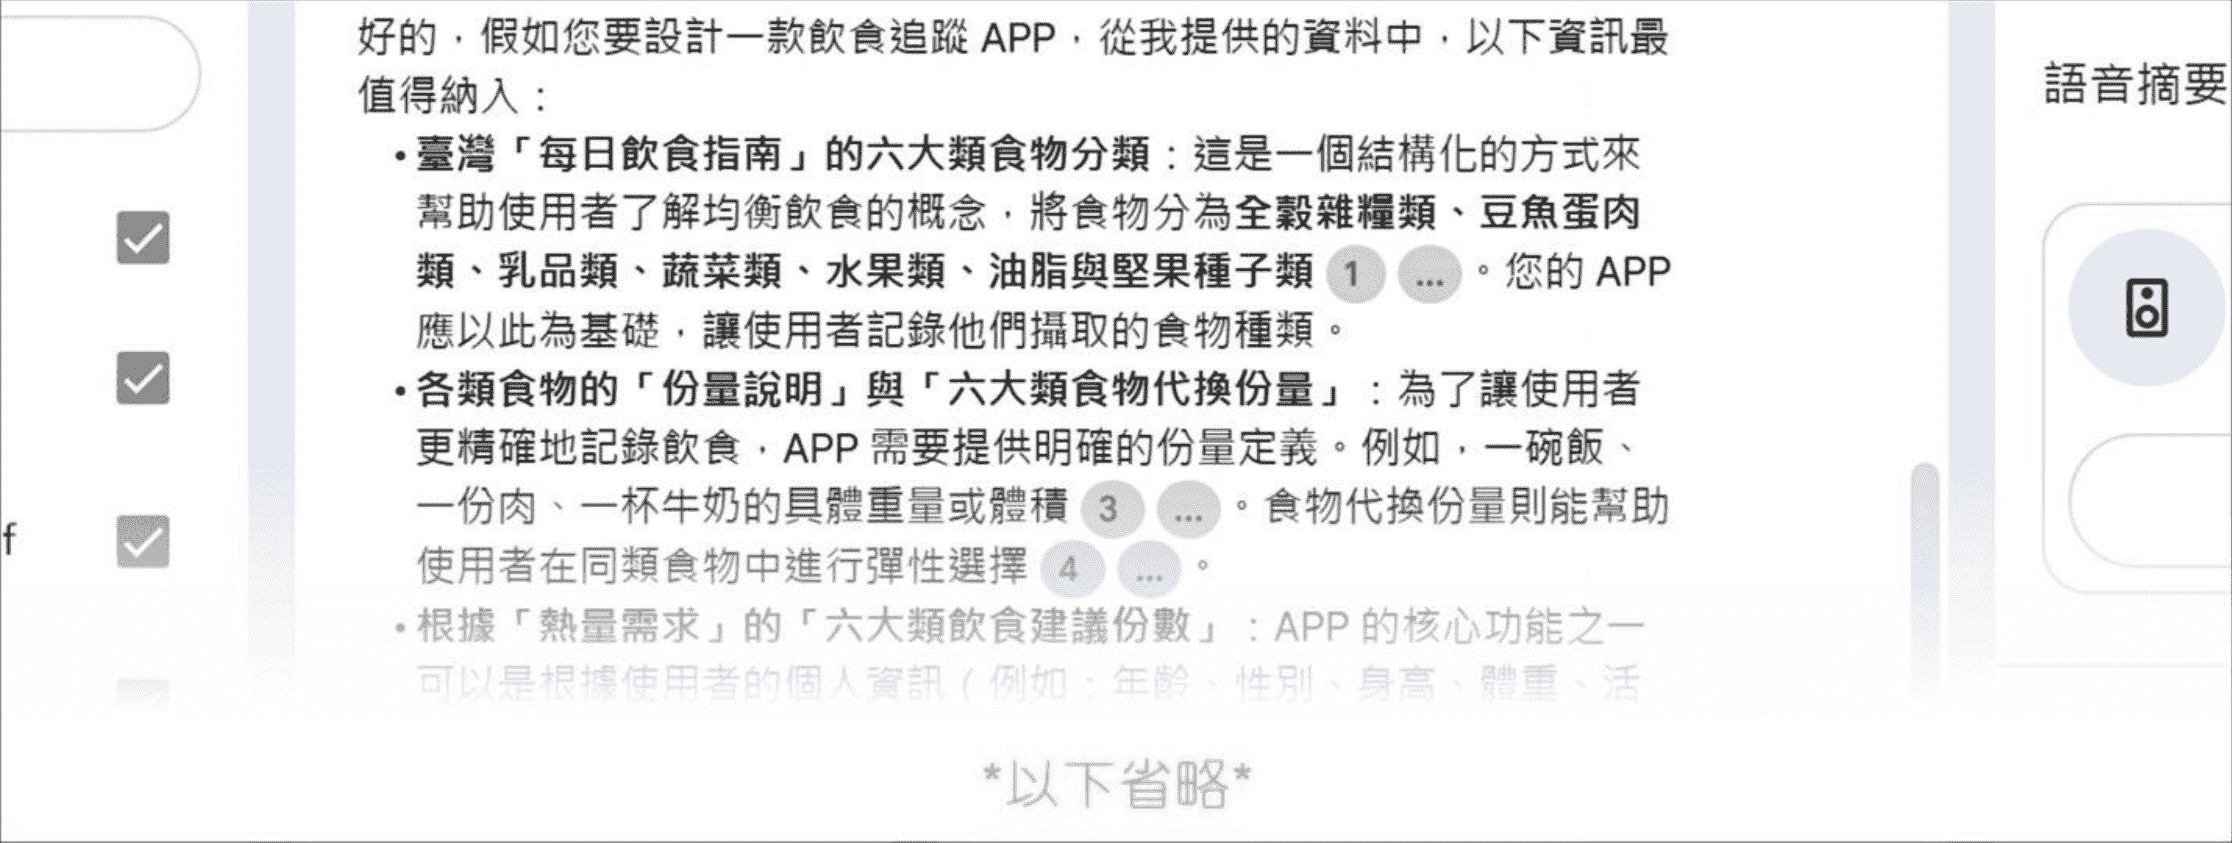 好的，假如您要設計一款飲食追蹤 APP，從我提供的資料中，以下資訊最
值得納入：
• 臺灣「每日飲食指南」的六大類食物分類：這是一個結構化的方式來
幫助使用者了解均衡飲食的概念，將食物分為全穀雜糧類、豆魚蛋肉
類、乳品類、蔬菜類、水果類、油脂與堅果種子類 1 ... 。您的 APP
應以此為基礎，讓使用者記錄他們攝取的食物種類。
• 各類食物的「份量說明」與「六大類食物代換份量」：為了讓使用者
更精確地記錄飲食，APP 需要提供明確的份量定義。例如，一碗飯、
一份肉、一杯牛奶的具體重量或體積 3 ... 。食物代換份量則能幫助
使用者在同類食物中進行彈性選擇 4 ... 。
• 根據「熱量需求」的「六大類飲食建議份數」：APP 的核心功能之一
可以是根據使用者的個人資訊（例如：年齡、性別、身高、體重、活
*以下省略*
f
語音摘要